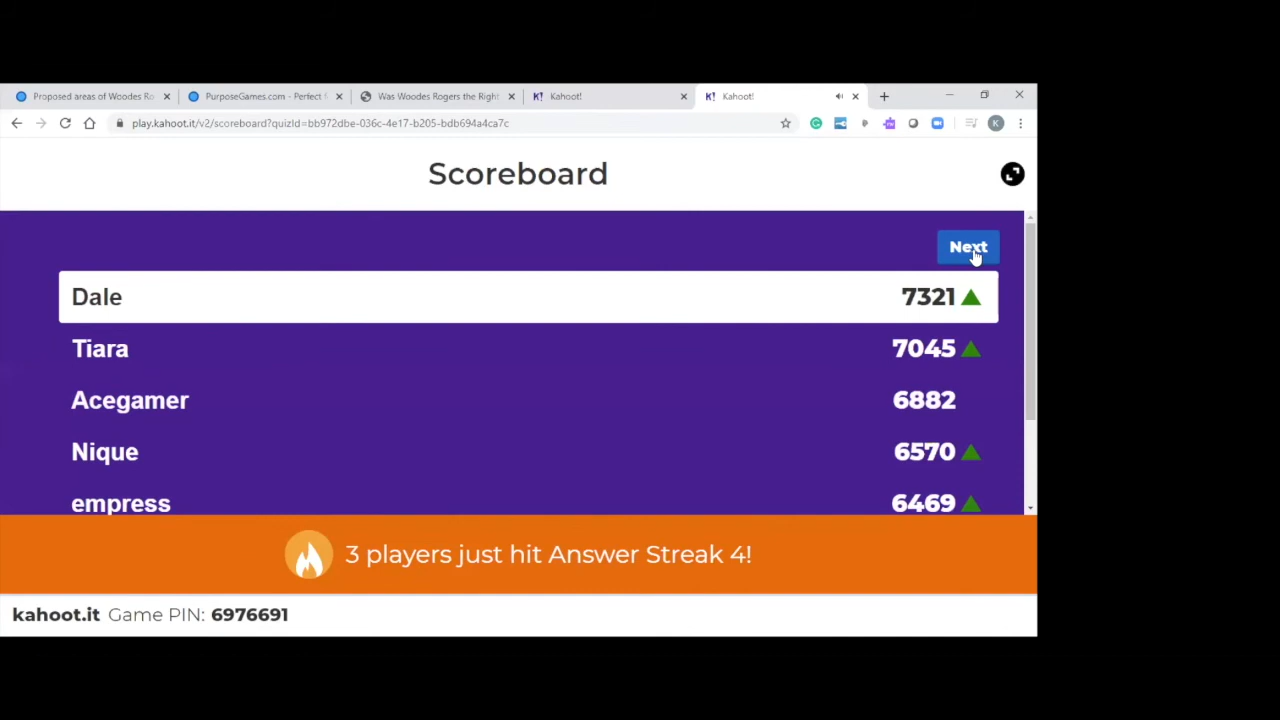 Proposed areas of Woodes Ro
PurposeGames.com - Perfect f
Was Woodes Rogers the Right
K! Kahoot!
K! Kahoot!
play.kahoot.it/v2/scoreboard?quizId=bb972dbe-036c-4e17-b205-bdb694a4ca7c
K
Scoreboard
Next
Dale 7321
Tiara 7045
Acegamer 6882
Nique 6570
empress 6469
3 players just hit Answer Streak 4!
kahoot.it Game PIN: 6976691